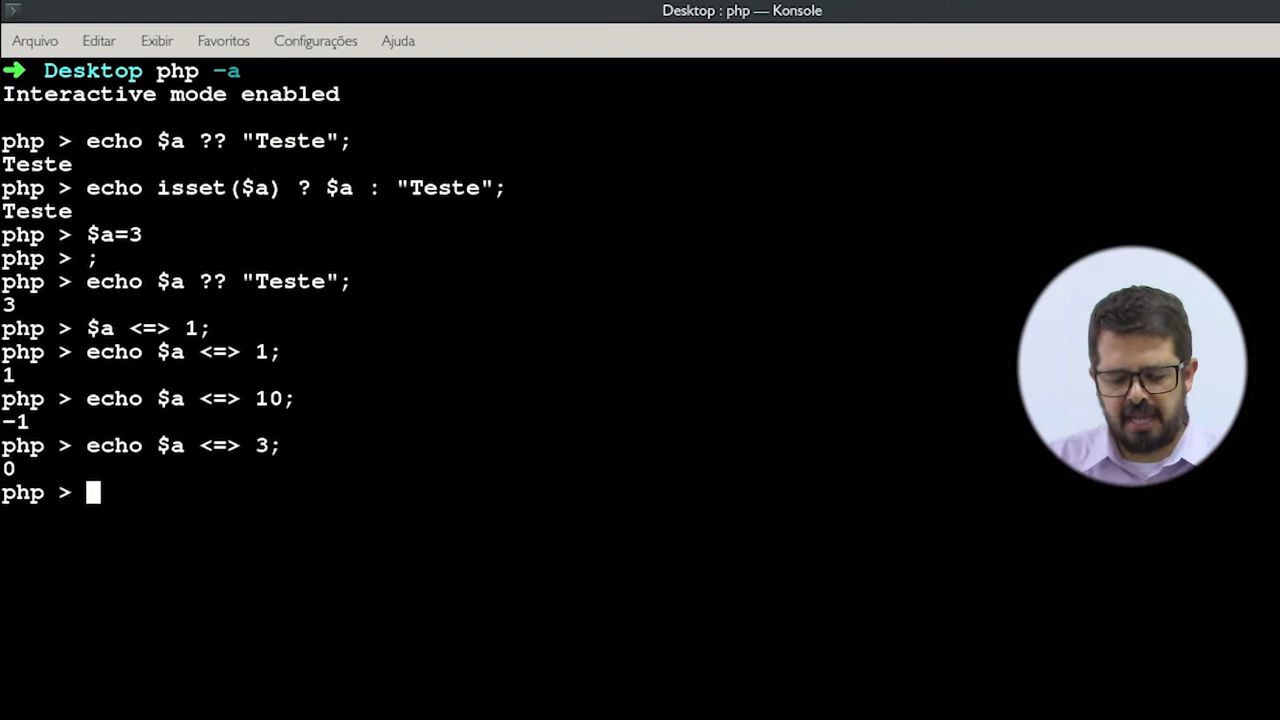 Desktop : php — Konsole
Arquivo Editar Exibir Favoritos Configurações Ajuda
➜ Desktop php -a
Interactive mode enabled
php > echo $a ?? "Teste";
Teste
php > echo isset($a) ? $a : "Teste";
Teste
php > $a=3
php > ;
php > echo $a ?? "Teste";
3
php > $a <=> 1;
php > echo $a <=> 1;
1
php > echo $a <=> 10;
-1
php > echo $a <=> 3;
0
php >